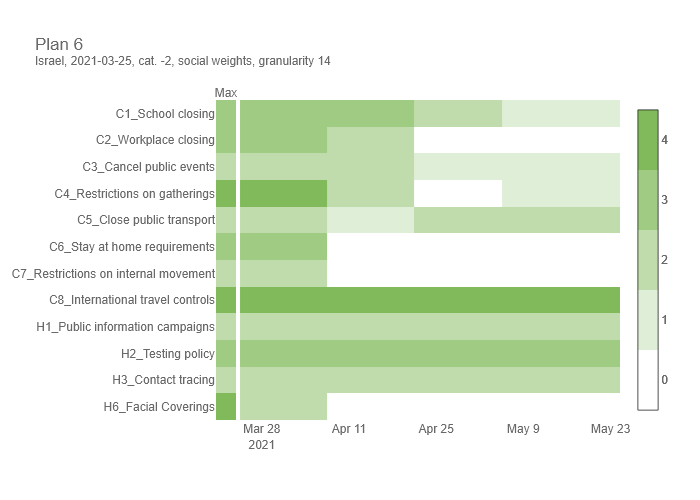 Plan 6
Israel, 2021-03-25, cat. -2, social weights, granularity 14
Max
C1_School closing
C2_Workplace closing
C3_Cancel public events
C4_Restrictions on gatherings
C5_Close public transport
C6_Stay at home requirements
C7_Restrictions on internal movement
C8_International travel controls
H1_Public information campaigns
H2_Testing policy
H3_Contact tracing
H6_Facial Coverings
Mar 28 Apr 11 Apr 25 May 9 May 23
2021
4
3
2
1
0